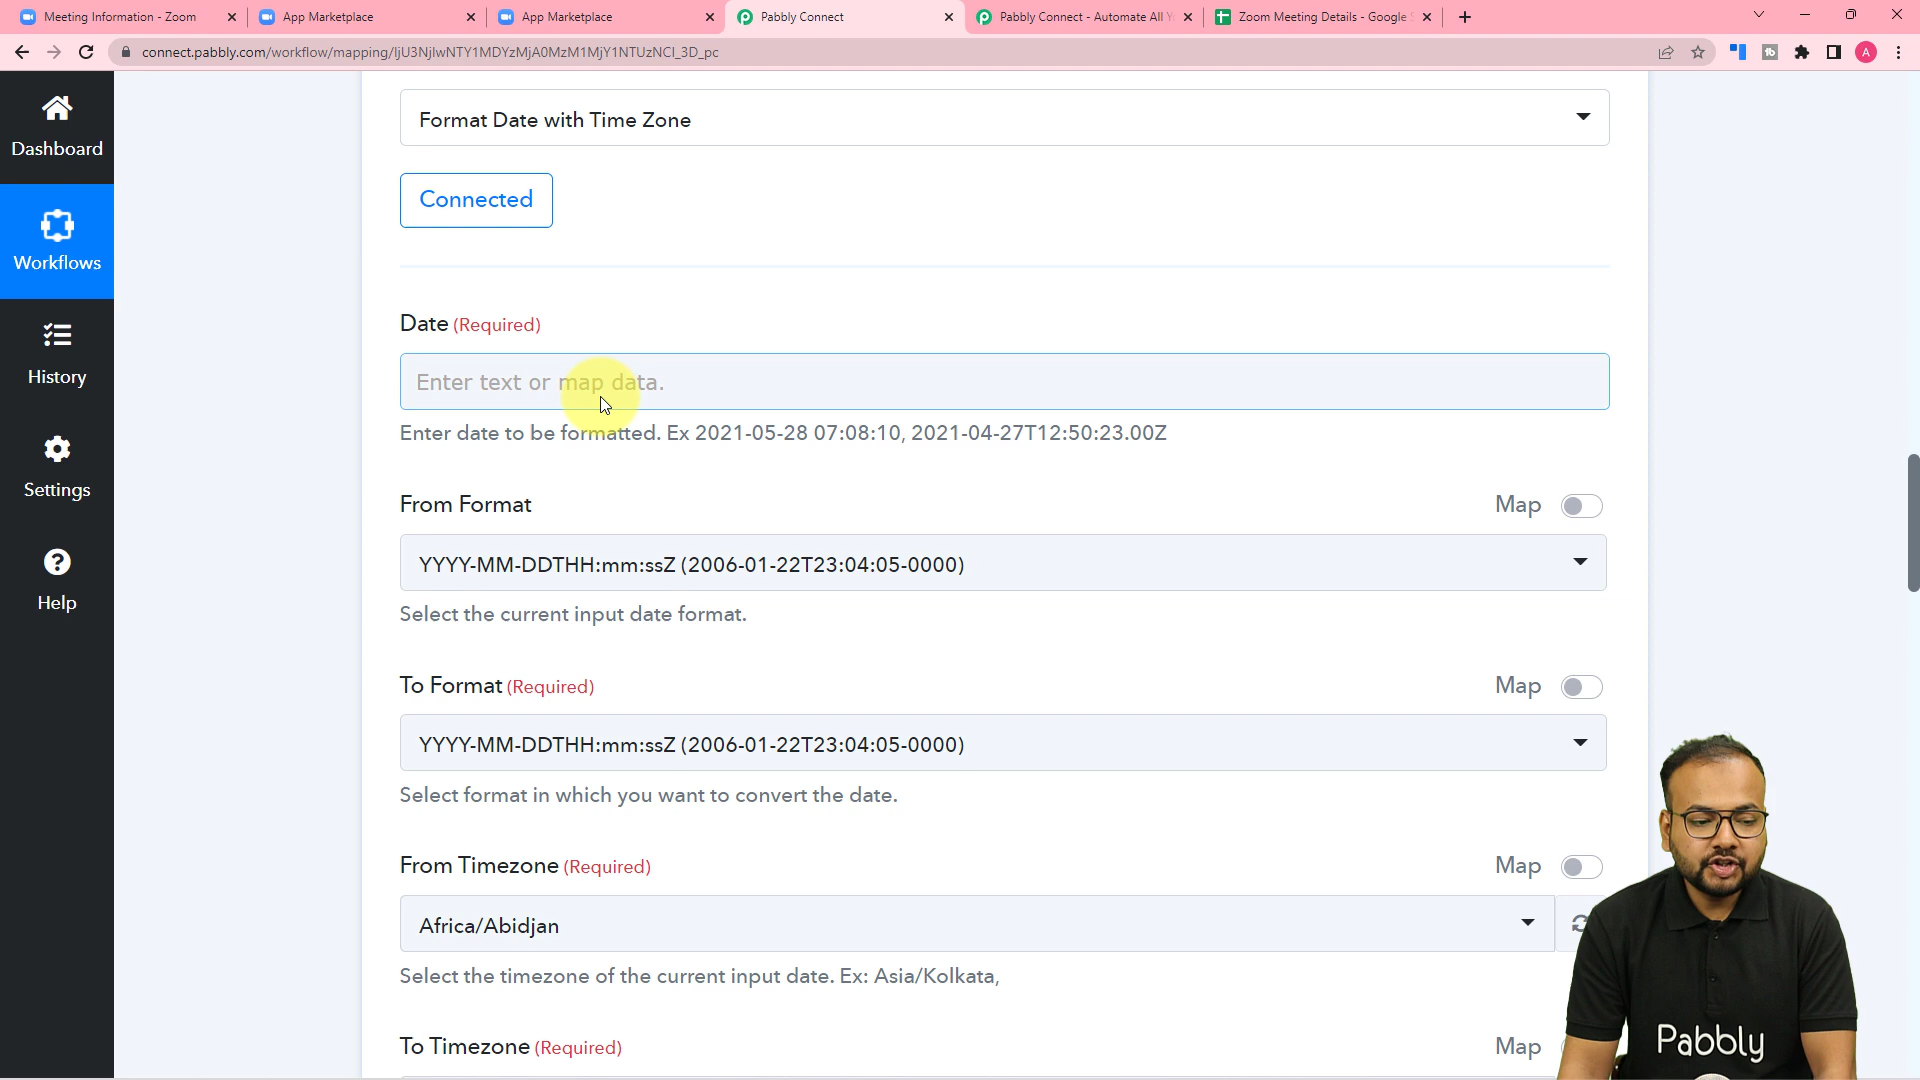 Meeting Information - Zoom
App Marketplace
App Marketplace
Pabbly Connect
Pabbly Connect - Automate All Y
Zoom Meeting Details - Google S
connect.pabbly.com/workflow/mapping/IjU3NjIwNTY1MDYzMjA0MzM1MjY1NTUzNCI_3D_pc
A
Dashboard
Workflows
History
Settings
Help
Format Date with Time Zone
Connected
Date (Required)
Enter text or map data.
Enter date to be formatted. Ex 2021-05-28 07:08:10, 2021-04-27T12:50:23.00Z
From Format
Map
YYYY-MM-DDTHH:mm:ssZ (2006-01-22T23:04:05-0000)
Select the current input date format.
To Format (Required)
Map
YYYY-MM-DDTHH:mm:ssZ (2006-01-22T23:04:05-0000)
Select format in which you want to convert the date.
From Timezone (Required)
Map
Africa/Abidjan
Select the timezone of the current input date. Ex: Asia/Kolkata,
To Timezone (Required)
Map
Pabbly